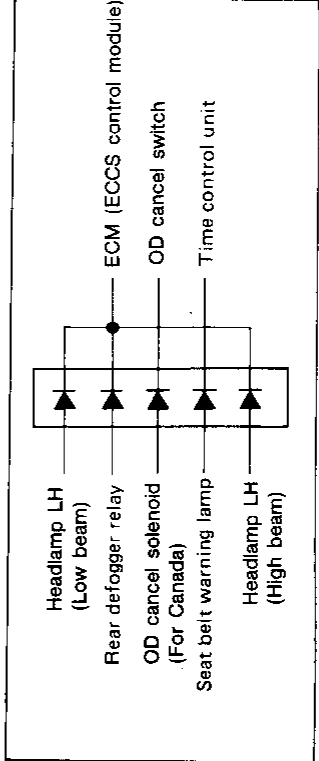 Headlamp LH
(Low beam)
Rear defogger relay
OD cancel solenoid
(For Canada)
Seat belt warning lamp
Headlamp LH
(High beam)
ECM (ECCS control module)
OD cancel switch
Time control unit